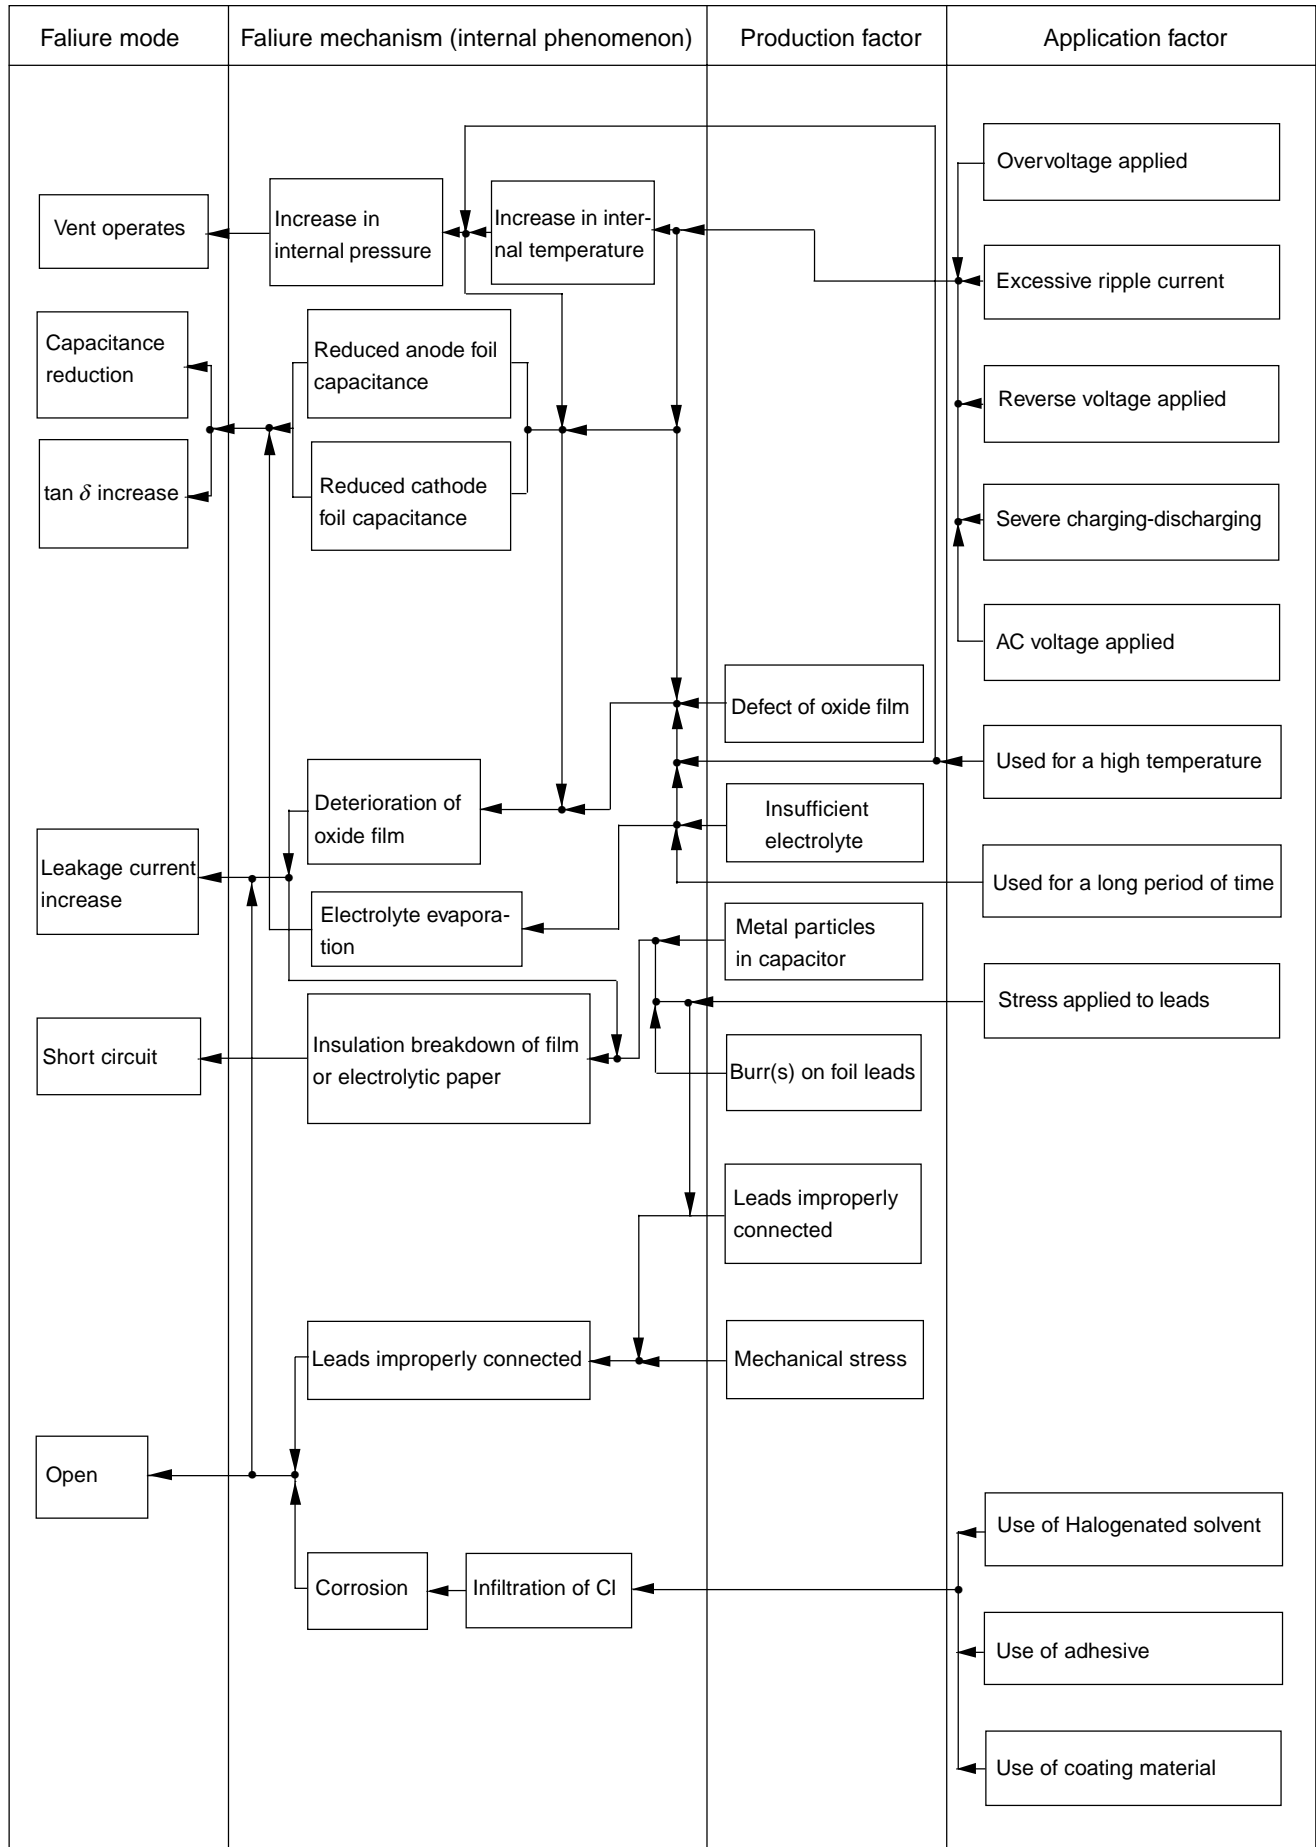 Faliure mode
Faliure mechanism (internal phenomenon)
Production factor
Application factor
Overvoltage applied
Vent operates
Increase in
internal pressure
Increase in inter-
nal temperature
Excessive ripple current
Capacitance
reduction
Reduced anode foil
capacitance
Reverse voltage applied
tan δ increase
Reduced cathode
foil capacitance
Severe charging-discharging
AC voltage applied
Defect of oxide film
Used for a high temperature
Deterioration of
oxide film
Insufficient
electrolyte
Leakage current
increase
Used for a long period of time
Electrolyte evapora-
tion
Metal particles
in capacitor
Stress applied to leads
Short circuit
Insulation breakdown of film
or electrolytic paper
Burr(s) on foil leads
Leads improperly
connected
Leads improperly connected
Mechanical stress
Open
Use of Halogenated solvent
Corrosion
Infiltration of Cl
Use of adhesive
Use of coating material